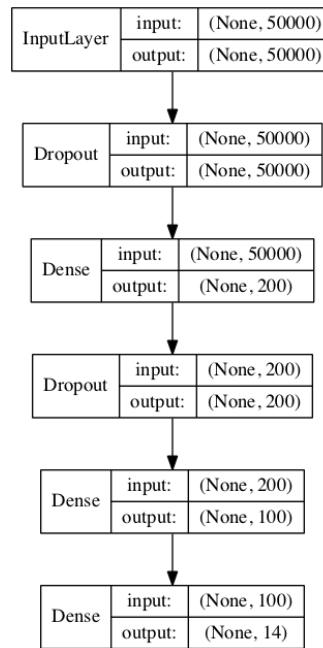 InputLayer
input: (None, 50000)
output: (None, 50000)
Dropout
input: (None, 50000)
output: (None, 50000)
Dense
input: (None, 50000)
output: (None, 200)
Dropout
input: (None, 200)
output: (None, 200)
Dense
input: (None, 200)
output: (None, 100)
Dense
input: (None, 100)
output: (None, 14)